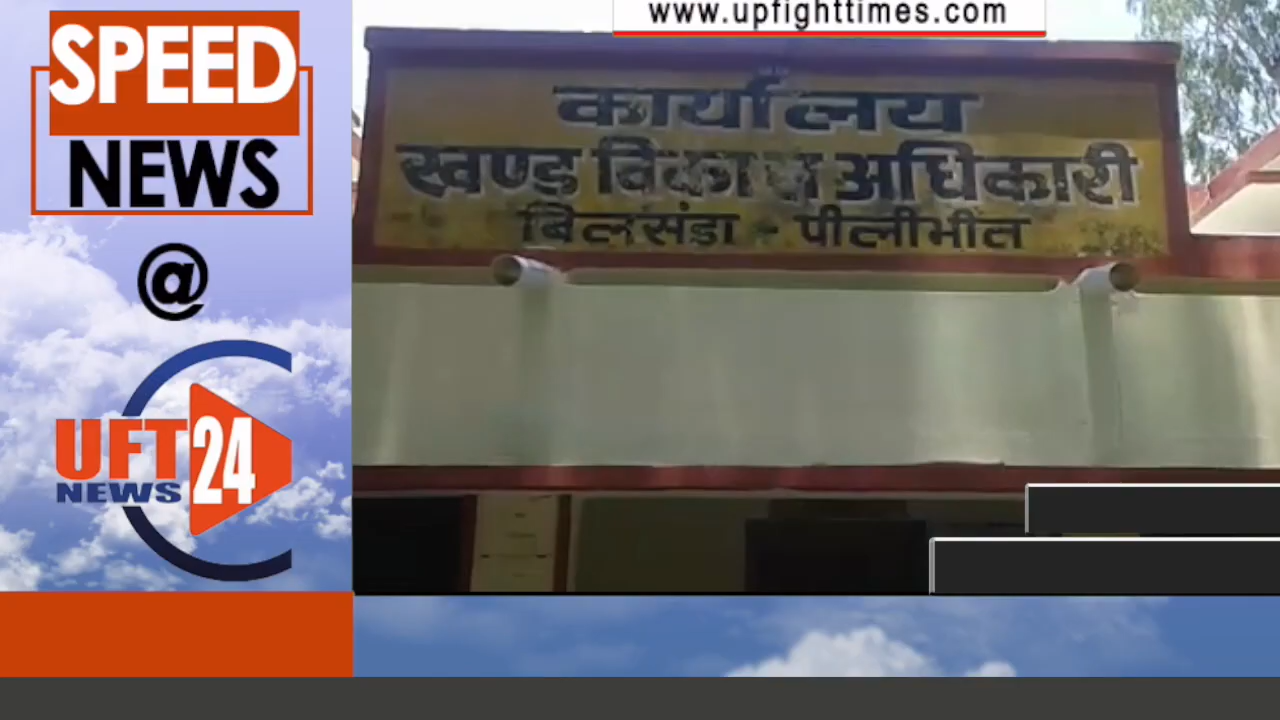 SPEED
NEWS
@
UFT 24
NEWS
www.upfighttimes.com
कार्यालय
खण्ड विकास अधिकारी
बिलसंडा - पीलीभीत